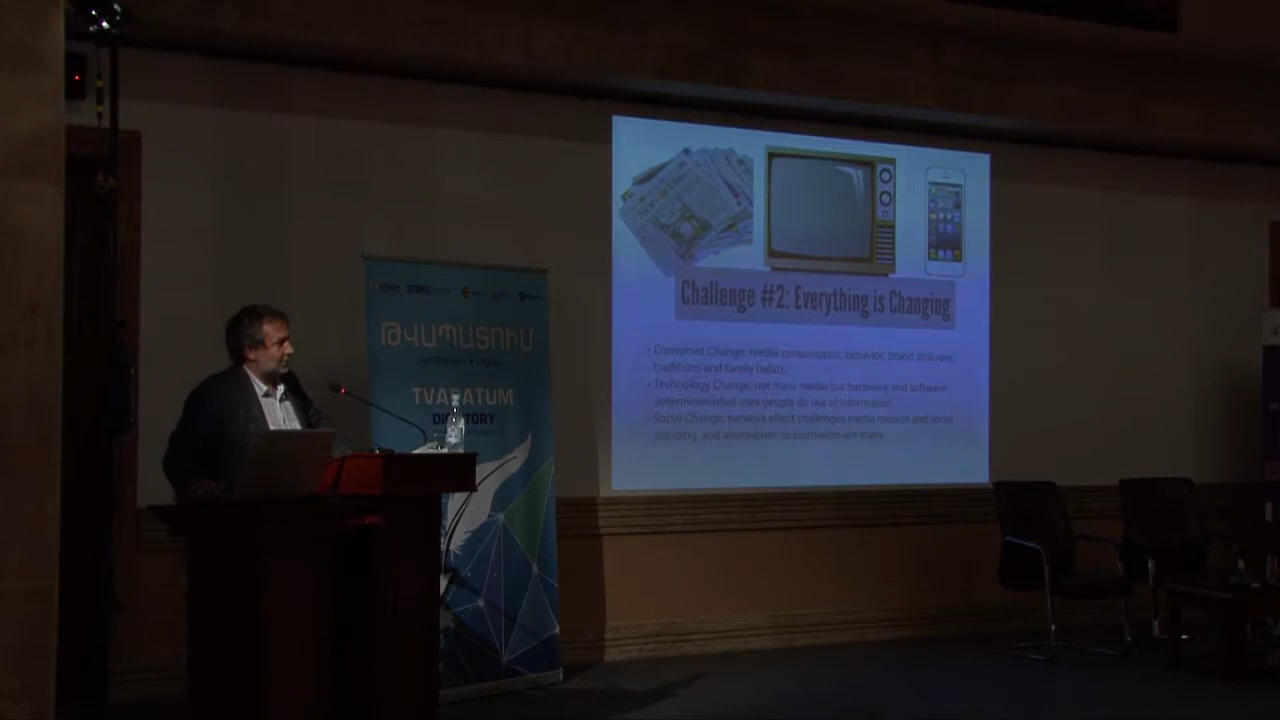 ԹՎԱՊԱՏՈՒՄ
TVAPATUM
Challenge #2: Everything is Changing
• Consumer Change: media consumption, behavior, brand attitudes,
traditions and family habits.
• Technology Change: not mass media but hardware and software
determines what uses people do out of information
• Social Change: network effect challenges media mission and social
standing, and alternatives to journalism are many